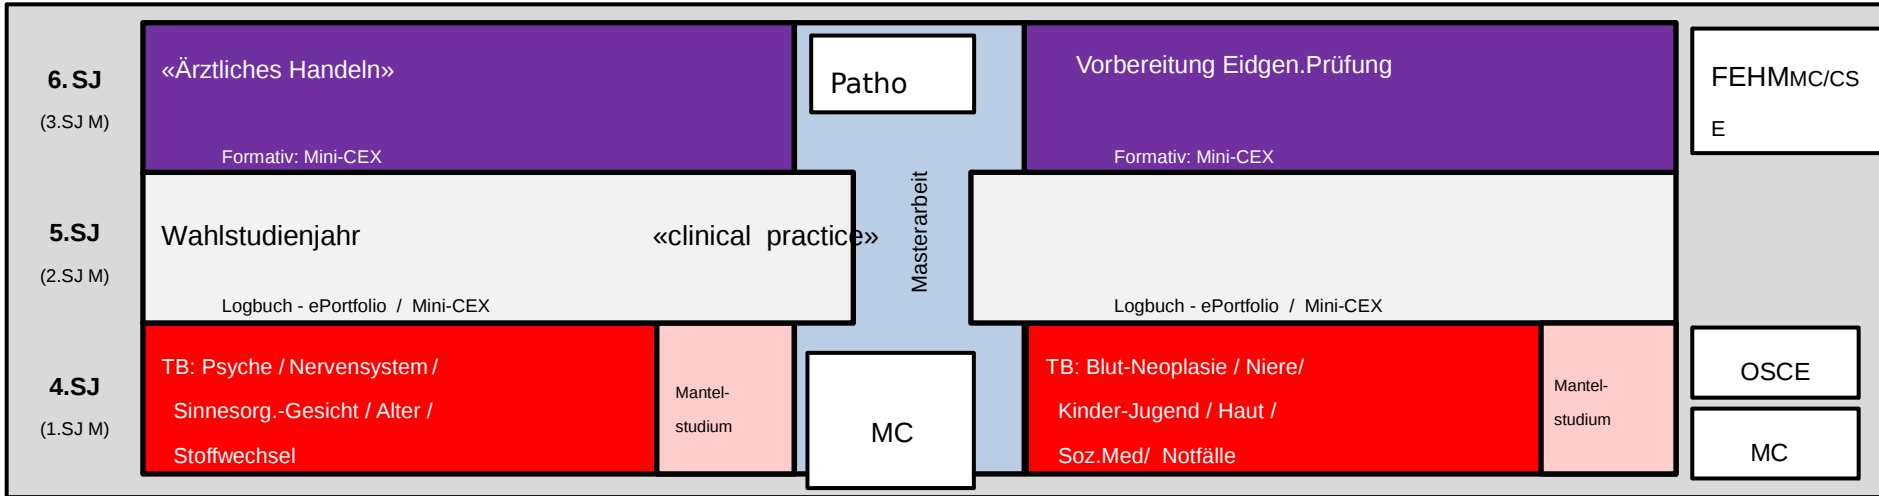 6. SJ
(3.SJ M)
«Ärztliches Handeln»
Formativ: Mini-CEX
Patho
Vorbereitung Eidgen.Prüfung
Formativ: Mini-CEX
FEHMMC/CS
E
5.SJ
(2.SJ M)
Wahlstudienjahr «clinical practice»
Logbuch - ePortfolio / Mini-CEX
Masterarbeit
Logbuch - ePortfolio / Mini-CEX
4.SJ
(1.SJ M)
TB: Psyche / Nervensystem /
Sinnesorg.-Gesicht / Alter /
Stoffwechsel
Mantel-
studium
MC
TB: Blut-Neoplasie / Niere/
Kinder-Jugend / Haut /
Soz.Med/ Notfälle
Mantel-
studium
OSCE
MC